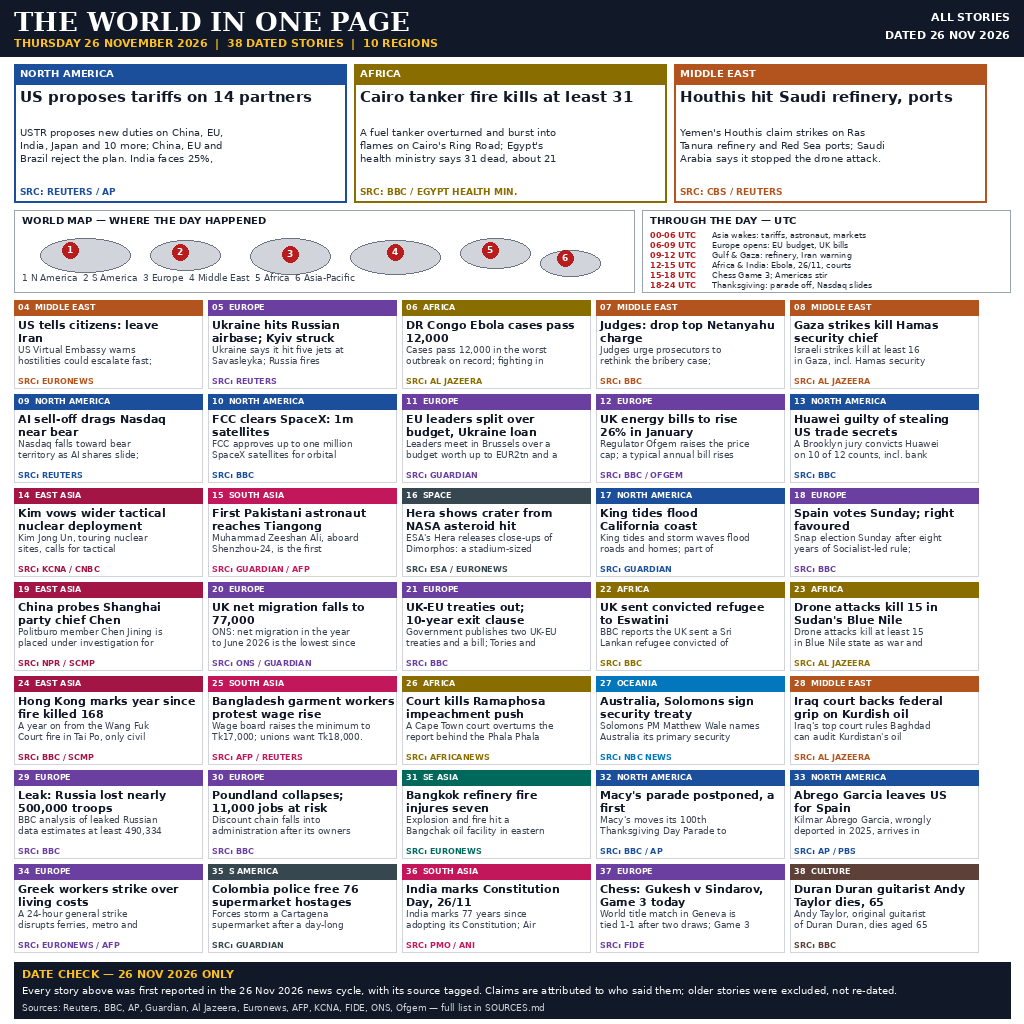 THE WORLD IN ONE PAGE
THURSDAY 26 NOVEMBER 2026 | 38 DATED STORIES | 10 REGIONS
ALL STORIES
DATED 26 NOV 2026
NORTH AMERICA
US proposes tariffs on 14 partners
USTR proposes new duties on China, EU,
India, Japan and 10 more; China, EU and
Brazil reject the plan. India faces 25%,
SRC: REUTERS / AP
AFRICA
Cairo tanker fire kills at least 31
A fuel tanker overturned and burst into
flames on Cairo's Ring Road; Egypt's
health ministry says 31 dead, about 21
SRC: BBC / EGYPT HEALTH MIN.
MIDDLE EAST
Houthis hit Saudi refinery, ports
Yemen's Houthis claim strikes on Ras
Tanura refinery and Red Sea ports; Saudi
Arabia says it stopped the drone attack.
SRC: CBS / REUTERS
WORLD MAP — WHERE THE DAY HAPPENED
1
2
3
4
5
6
1 N America 2 S America 3 Europe 4 Middle East 5 Africa 6 Asia-Pacific
THROUGH THE DAY — UTC
00-06 UTC Asia wakes: tariffs, astronaut, markets
06-09 UTC Europe opens: EU budget, UK bills
09-12 UTC Gulf & Gaza: refinery, Iran warning
12-15 UTC Africa & India: Ebola, 26/11, courts
15-18 UTC Chess Game 3; Americas stir
18-24 UTC Thanksgiving: parade off, Nasdaq slides
04 MIDDLE EAST
US tells citizens: leave
Iran
US Virtual Embassy warns
hostilities could escalate fast;
SRC: EURONEWS
05 EUROPE
Ukraine hits Russian
airbase; Kyiv struck
Ukraine says it hit five jets at
Savasleyka; Russia fires
SRC: REUTERS
06 AFRICA
DR Congo Ebola cases pass
12,000
Cases pass 12,000 in the worst
outbreak on record; fighting in
SRC: AL JAZEERA
07 MIDDLE EAST
Judges: drop top Netanyahu
charge
Judges urge prosecutors to
rethink the bribery case;
SRC: BBC
08 MIDDLE EAST
Gaza strikes kill Hamas
security chief
Israeli strikes kill at least 16
in Gaza, incl. Hamas security
SRC: AL JAZEERA
09 NORTH AMERICA
AI sell-off drags Nasdaq
near bear
Nasdaq falls toward bear
territory as AI shares slide;
SRC: REUTERS
10 NORTH AMERICA
FCC clears SpaceX: 1m
satellites
FCC approves up to one million
SpaceX satellites for orbital
SRC: BBC
11 EUROPE
EU leaders split over
budget, Ukraine loan
Leaders meet in Brussels over a
budget worth up to EUR2tn and a
SRC: GUARDIAN
12 EUROPE
UK energy bills to rise
26% in January
Regulator Ofgem raises the price
cap; a typical annual bill rises
SRC: BBC / OFGEM
13 NORTH AMERICA
Huawei guilty of stealing
US trade secrets
A Brooklyn jury convicts Huawei
on 10 of 12 counts, incl. bank
SRC: BBC
14 EAST ASIA
Kim vows wider tactical
nuclear deployment
Kim Jong Un, touring nuclear
sites, calls for tactical
SRC: KCNA / CNBC
15 SOUTH ASIA
First Pakistani astronaut
reaches Tiangong
Muhammad Zeeshan Ali, aboard
Shenzhou-24, is the first
SRC: GUARDIAN / AFP
16 SPACE
Hera shows crater from
NASA asteroid hit
ESA's Hera releases close-ups of
Dimorphos: a stadium-sized
SRC: ESA / EURONEWS
17 NORTH AMERICA
King tides flood
California coast
King tides and storm waves flood
roads and homes; part of
SRC: GUARDIAN
18 EUROPE
Spain votes Sunday; right
favoured
Snap election Sunday after eight
years of Socialist-led rule;
SRC: BBC
19 EAST ASIA
China probes Shanghai
party chief Chen
Politburo member Chen Jining is
placed under investigation for
SRC: NPR / SCMP
20 EUROPE
UK net migration falls to
77,000
ONS: net migration in the year
to June 2026 is the lowest since
SRC: ONS / GUARDIAN
21 EUROPE
UK-EU treaties out;
10-year exit clause
Government publishes two UK-EU
treaties and a bill; Tories and
SRC: BBC
22 AFRICA
UK sent convicted refugee
to Eswatini
BBC reports the UK sent a Sri
Lankan refugee convicted of
SRC: BBC
23 AFRICA
Drone attacks kill 15 in
Sudan's Blue Nile
Drone attacks kill at least 15
in Blue Nile state as war and
SRC: AL JAZEERA
24 EAST ASIA
Hong Kong marks year since
fire killed 168
A year on from the Wang Fuk
Court fire in Tai Po, only civil
SRC: BBC / SCMP
25 SOUTH ASIA
Bangladesh garment workers
protest wage rise
Wage board raises the minimum to
Tk17,000; unions want Tk18,000.
SRC: AFP / REUTERS
26 AFRICA
Court kills Ramaphosa
impeachment push
A Cape Town court overturns the
report behind the Phala Phala
SRC: AFRICANEWS
27 OCEANIA
Australia, Solomons sign
security treaty
Solomons PM Matthew Wale names
Australia its primary security
SRC: NBC NEWS
28 MIDDLE EAST
Iraq court backs federal
grip on Kurdish oil
Iraq's top court rules Baghdad
can audit Kurdistan's oil
SRC: AL JAZEERA
29 EUROPE
Leak: Russia lost nearly
500,000 troops
BBC analysis of leaked Russian
data estimates at least 490,334
SRC: BBC
30 EUROPE
Poundland collapses;
11,000 jobs at risk
Discount chain falls into
administration after its owners
SRC: BBC
31 SE ASIA
Bangkok refinery fire
injures seven
Explosion and fire hit a
Bangchak oil facility in eastern
SRC: EURONEWS
32 NORTH AMERICA
Macy's parade postponed, a
first
Macy's moves its 100th
Thanksgiving Day Parade to
SRC: BBC / AP
33 NORTH AMERICA
Abrego Garcia leaves US
for Spain
Kilmar Abrego Garcia, wrongly
deported in 2025, arrives in
SRC: AP / PBS
34 EUROPE
Greek workers strike over
living costs
A 24-hour general strike
disrupts ferries, metro and
SRC: EURONEWS / AFP
35 S AMERICA
Colombia police free 76
supermarket hostages
Forces storm a Cartagena
supermarket after a day-long
SRC: GUARDIAN
36 SOUTH ASIA
India marks Constitution
Day, 26/11
India marks 77 years since
adopting its Constitution; Air
SRC: PMO / ANI
37 EUROPE
Chess: Gukesh v Sindarov,
Game 3 today
World title match in Geneva is
tied 1-1 after two draws; Game 3
SRC: FIDE
38 CULTURE
Duran Duran guitarist Andy
Taylor dies, 65
Andy Taylor, original guitarist
of Duran Duran, dies aged 65
SRC: BBC
DATE CHECK — 26 NOV 2026 ONLY
Every story above was first reported in the 26 Nov 2026 news cycle, with its source tagged. Claims are attributed to who said them; older stories were excluded, not re-dated.
Sources: Reuters, BBC, AP, Guardian, Al Jazeera, Euronews, AFP, KCNA, FIDE, ONS, Ofgem — full list in SOURCES.md